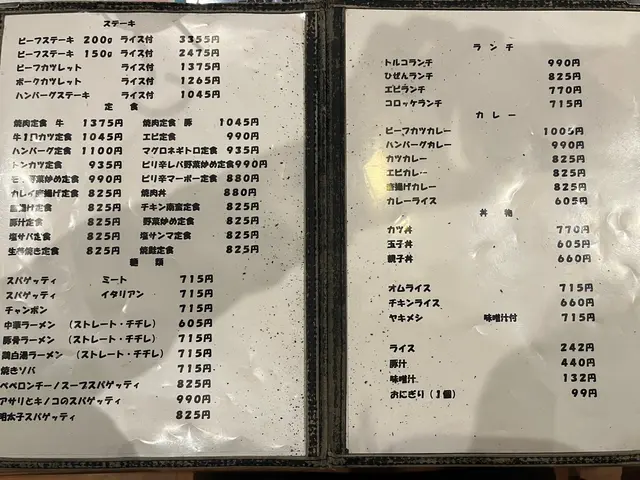 ステーキ
ビーフステーキ 200g ライス付 3355円
ビーフステーキ 150g ライス付 2475円
ビーフカツレット ライス付 1375円
ポークカツレット ライス付 1265円
ハンバーグステーキ ライス付 1045円
定 食
焼肉定食 牛 1375円 焼肉定食 豚 1045円
牛1口カツ定食 1045円 エビ定食 990円
ハンバーグ定食 1100円 マグロネギトロ定食 935円
トンカツ定食 935円 ピリ辛レバ野菜炒め定食 990円
モツ野菜炒め定食 990円 ピリ辛マーボー定食 880円
カレイ唐揚げ定食 825円 焼肉丼 880円
唐揚げ定食 825円 チキン南蛮定食 825円
豚汁定食 825円 野菜炒め定食 825円
塩サバ定食 825円 塩サンマ定食 825円
生姜焼き定食 825円 焼餃定食 825円
麺 類
スパゲッティ ミート 715円
スパゲッティ イタリアン 715円
チャンポン 715円
中華ラーメン （ストレート・チヂレ） 605円
豚骨ラーメン （ストレート・チヂレ） 715円
鶏白湯ラーメン （ストレート・チヂレ） 715円
焼きソバ 715円
ペペロンチーノスープスパゲッティ 825円
アサリとキノコのスパゲッティ 990円
明太子スパゲッティ 825円
ランチ
トルコランチ 990円
ひぜんランチ 825円
エビランチ 770円
コロッケランチ 715円
カレー
ビーフカツカレー 1005円
ハンバーグカレー 990円
カツカレー 825円
エビカレー 825円
唐揚げカレー 825円
カレーライス 605円
丼 物
カツ丼 770円
玉子丼 605円
親子丼 660円
オムライス 715円
チキンライス 660円
ヤキメシ 味噌汁付 715円
ライス 242円
豚汁 440円
味噌汁 132円
おにぎり（1個） 99円